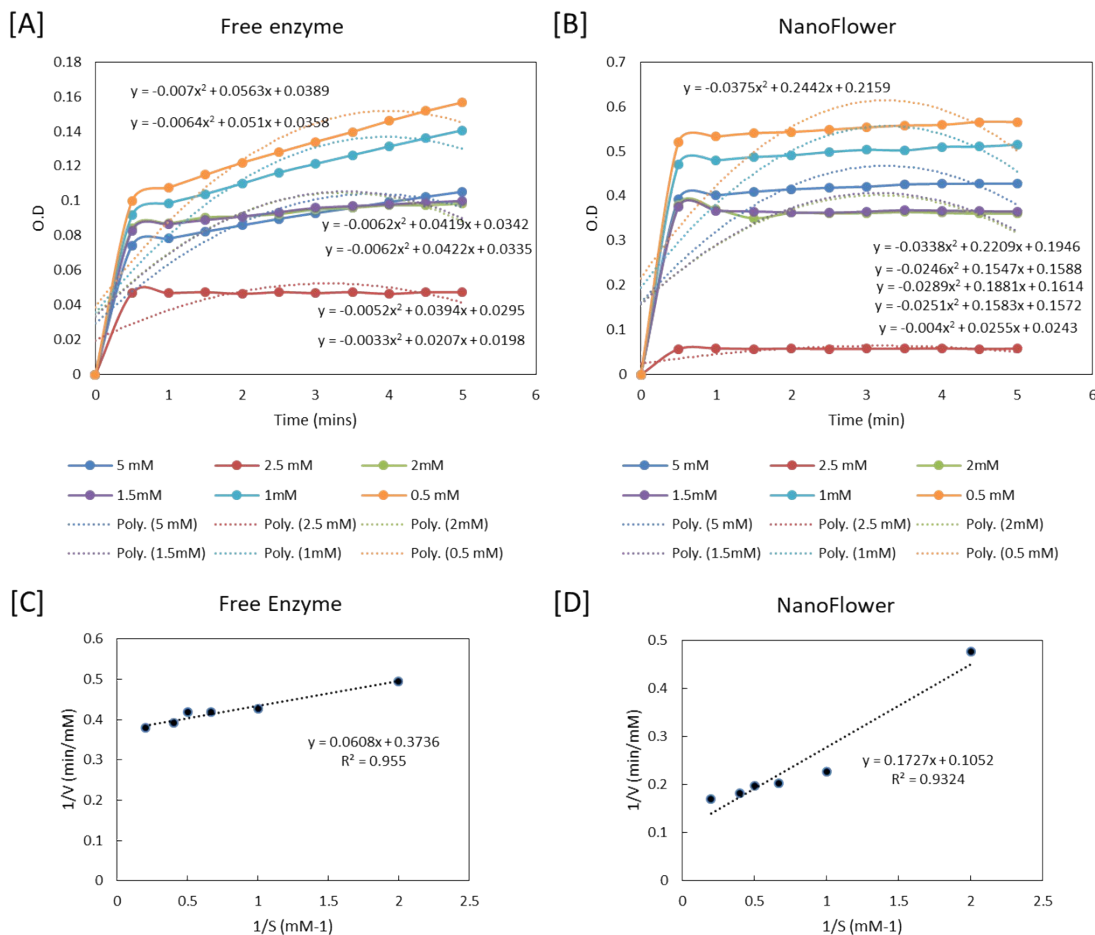 [A]
Free enzyme
O.D
0.18
0.16
0.14
0.12
0.1
0.08
0.06
0.04
0.02
0
y = -0.007x² + 0.0563x + 0.0389
y = -0.0064x² + 0.051x + 0.0358
y = -0.0062x² + 0.0419x + 0.0342
y = -0.0062x² + 0.0422x + 0.0335
y = -0.0052x² + 0.0394x + 0.0295
y = -0.0033x² + 0.0207x + 0.0198
0 1 2 3 4 5 6
Time (mins)
5 mM 2.5 mM 2mM
1.5mM 1mM 0.5 mM
Poly. (5 mM) Poly. (2.5 mM) Poly. (2mM)
Poly. (1.5mM) Poly. (1mM) Poly. (0.5 mM)
[B]
NanoFlower
O.D
0.7
0.6
0.5
0.4
0.3
0.2
0.1
0
y = -0.0375x² + 0.2442x + 0.2159
y = -0.0338x² + 0.2209x + 0.1946
y = -0.0246x² + 0.1547x + 0.1588
y = -0.0289x² + 0.1881x + 0.1614
y = -0.0251x² + 0.1583x + 0.1572
y = -0.004x² + 0.0255x + 0.0243
0 1 2 3 4 5 6
Time (min)
5 mM 2.5 mM 2mM
1.5mM 1mM 0.5 mM
Poly. (5 mM) Poly. (2.5 mM) Poly. (2mM)
Poly. (1.5mM) Poly. (1mM) Poly. (0.5 mM)
[C]
Free Enzyme
1/V (min/mM)
0.6
0.5
0.4
0.3
0.2
0.1
0
y = 0.0608x + 0.3736
R² = 0.955
0 0.5 1 1.5 2 2.5
1/S (mM-1)
[D]
NanoFlower
1/V (min/mM)
0.5
0.4
0.3
0.2
0.1
0
y = 0.1727x + 0.1052
R² = 0.9324
0 0.5 1 1.5 2 2.5
1/S (mM-1)